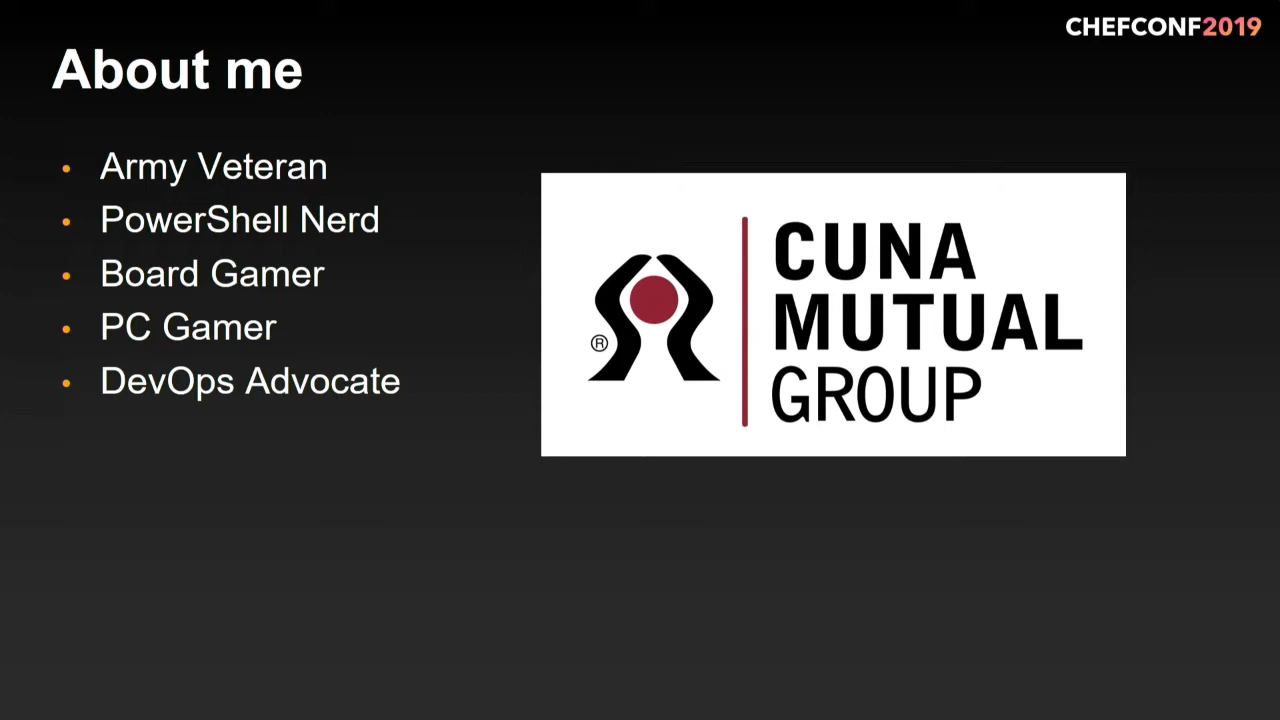 CHEFCONF2019
About me
• Army Veteran
• PowerShell Nerd
• Board Gamer
• PC Gamer
• DevOps Advocate
CUNA
MUTUAL
GROUP
®